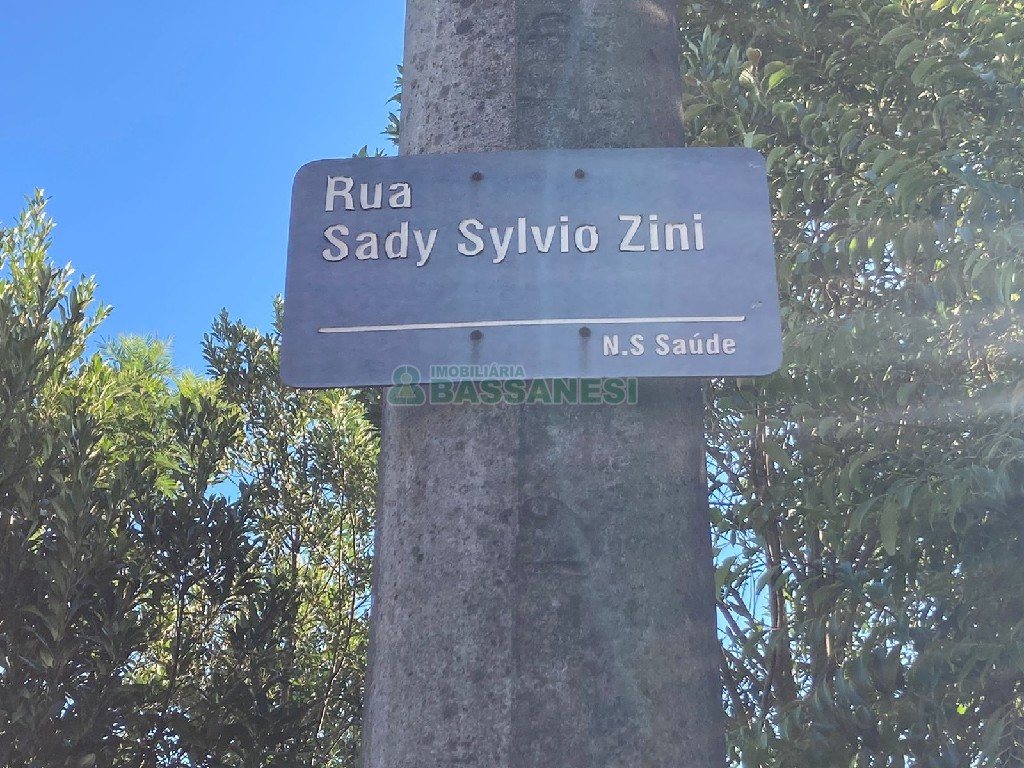 Rua
Sady Sylvio Zini
N.S Saúde
IMOBILIÁRIA
BASSANESI